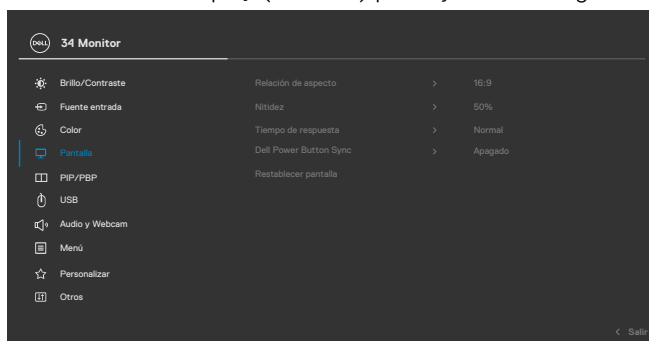 DELL 34 Monitor
Brillo/Contraste Relación de aspecto > 16:9
Fuente entrada Nitidez > 50%
Color Tiempo de respuesta > Normal
Pantalla Dell Power Button Sync > Apagado
PIP/PBP Restablecer pantalla
USB
Audio y Webcam
Menú
Personalizar
Otros
< Salir